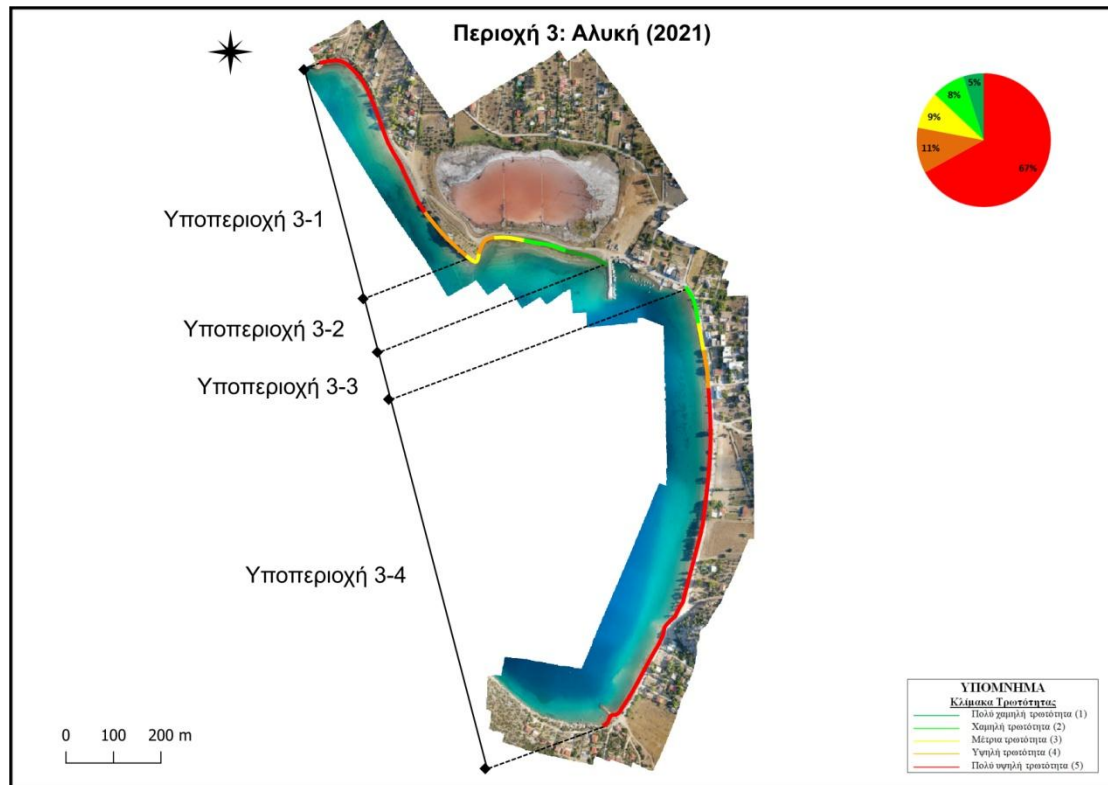 Περιοχή 3: Αλυκή (2021)
5%
8%
9%
11%
67%
Υποπεριοχή 3-1
Υποπεριοχή 3-2
Υποπεριοχή 3-3
Υποπεριοχή 3-4
0 100 200 m
ΥΠΟΜΝΗΜΑ
Κλίμακα Τρωτότητας
Πολύ χαμηλή τρωτότητα (1)
Χαμηλή τρωτότητα (2)
Μέτρια τρωτότητα (3)
Υψηλή τρωτότητα (4)
Πολύ υψηλή τρωτότητα (5)